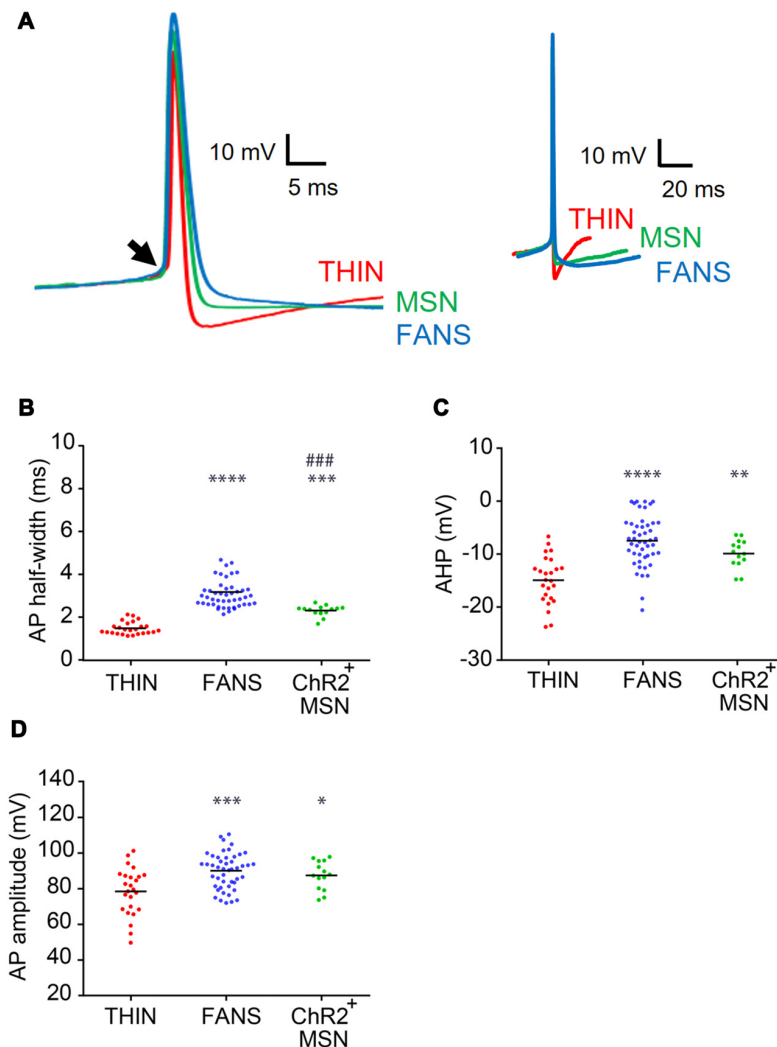 A
10 mV
5 ms
THIN
MSN
FANS
10 mV
20 ms
THIN
MSN
FANS
B
AP half-width (ms)
10
8
6
4
2
0
****
###
***
THIN
FANS
ChR2+
MSN
C
AHP (mV)
10
0
-10
-20
-30
****
**
THIN
FANS
ChR2+
MSN
D
AP amplitude (mV)
140
120
100
80
60
40
20
***
*
THIN
FANS
ChR2+
MSN